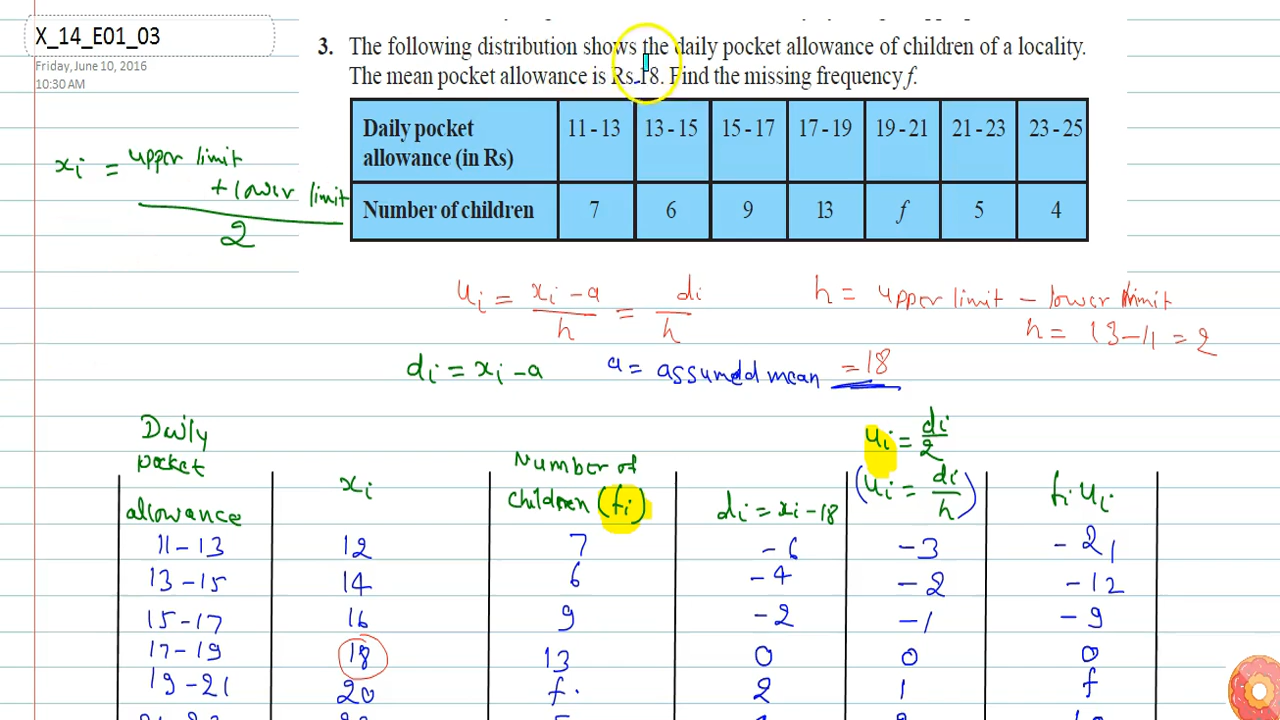 X_14_E01_03
Friday, June 10, 2016
10:30 AM
3. The following distribution shows the daily pocket allowance of children of a locality.
The mean pocket allowance is Rs.18. Find the missing frequency f.
Daily pocket allowance (in Rs) 11 - 13 13 - 15 15 - 17 17 - 19 19 - 21 21 - 23 23 - 25
Number of children 7 6 9 13 f 5 4
xi = upper limit + lower limit / 2
ui = xi - a / h = di / h
h = upper limit - lower limit
h = 13 - 11 = 2
di = xi - a
a = assumed mean = 18
Daily pocket allowance
xi
Number of children (fi)
di = xi - 18
ui = di / 2
(ui = di / h)
fi ui
11 - 13 12 7 -6 -3 -21
13 - 15 14 6 -4 -2 -12
15 - 17 16 9 -2 -1 -9
17 - 19 18 13 0 0 0
19 - 21 20 f 2 1 f